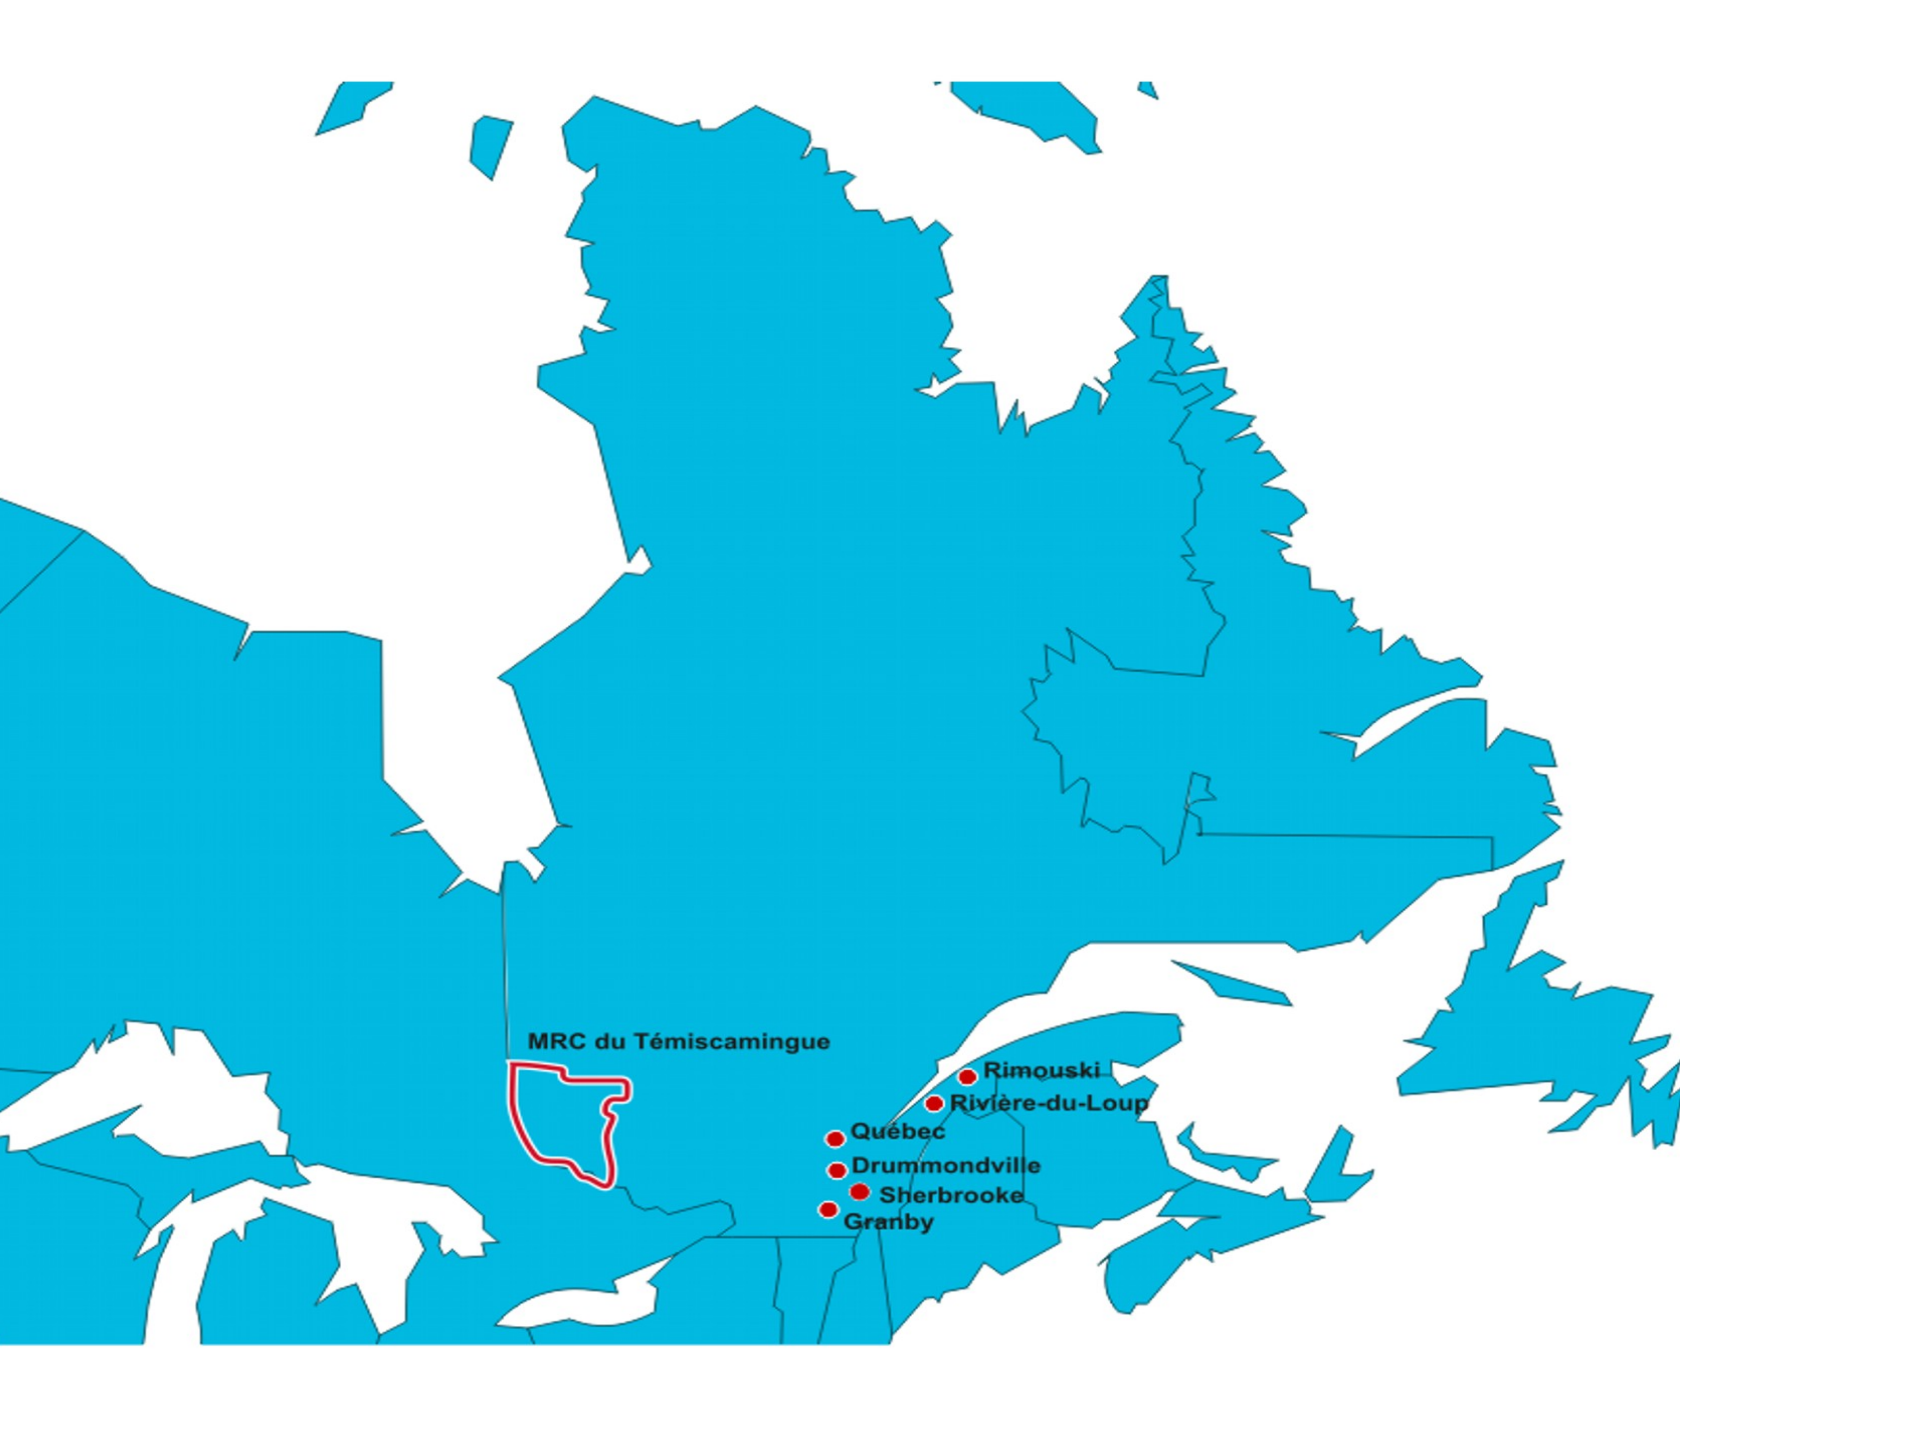 MRC du Témiscamingue
Rimouski
Rivière-du-Loup
Québec
Drummondville
Sherbrooke
Granby